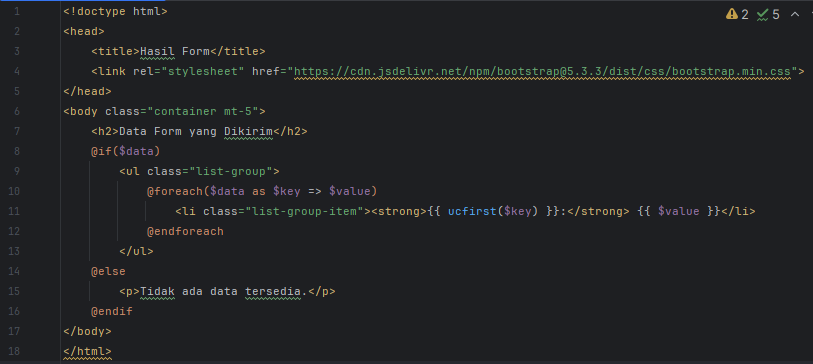 2 5
1 <!doctype html>
2 <head>
3 <title>Hasil Form</title>
4 <link rel="stylesheet" href="https://cdn.jsdelivr.net/npm/bootstrap@5.3.3/dist/css/bootstrap.min.css">
5 </head>
6 <body class="container mt-5">
7 <h2>Data Form yang Dikirim</h2>
8 @if($data)
9 <ul class="list-group">
10 @foreach($data as $key => $value)
11 <li class="list-group-item"><strong>{{ ucfirst($key) }}:</strong> {{ $value }}</li>
12 @endforeach
13 </ul>
14 @else
15 <p>Tidak ada data tersedia.</p>
16 @endif
17 </body>
18 </html>